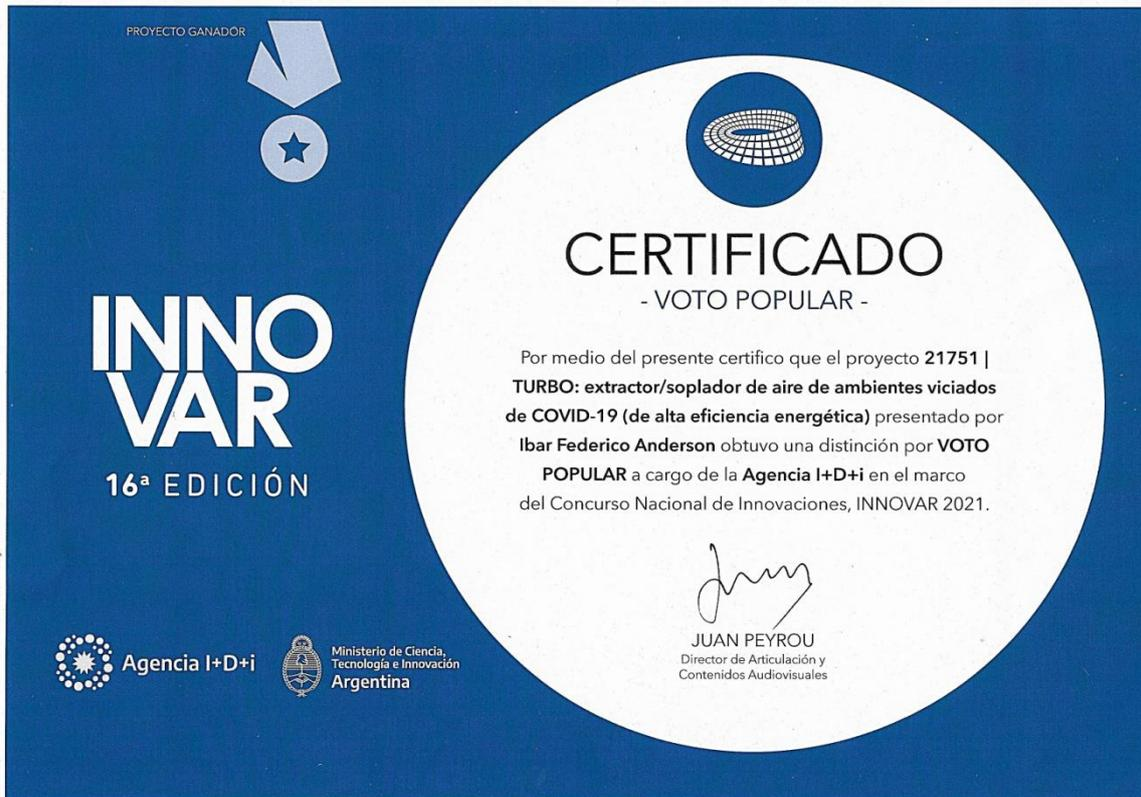 PROYECTO GANADOR
INNO
VAR
16ª EDICIÓN
Agencia I+D+i
Ministerio de Ciencia,
Tecnología e Innovación
Argentina
CERTIFICADO
- VOTO POPULAR -
Por medio del presente certifico que el proyecto 21751 |
TURBO: extractor/soplador de aire de ambientes viciados
de COVID-19 (de alta eficiencia energética) presentado por
Ibar Federico Anderson obtuvo una distinción por VOTO
POPULAR a cargo de la Agencia I+D+i en el marco
del Concurso Nacional de Innovaciones, INNOVAR 2021.
JUAN PEYROU
Director de Articulación y
Contenidos Audiovisuales